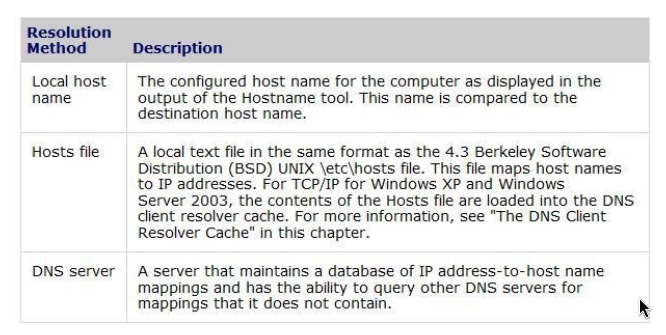 Resolution
Method
Description
Local host
name
The configured host name for the computer as displayed in the
output of the Hostname tool. This name is compared to the
destination host name.
Hosts file
A local text file in the same format as the 4.3 Berkeley Software
Distribution (BSD) UNIX \etc\hosts file. This file maps host names
to IP addresses. For TCP/IP for Windows XP and Windows
Server 2003, the contents of the Hosts file are loaded into the DNS
client resolver cache. For more information, see "The DNS Client
Resolver Cache" in this chapter.
DNS server
A server that maintains a database of IP address-to-host name
mappings and has the ability to query other DNS servers for
mappings that it does not contain.